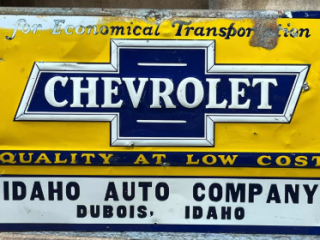 for Economical Transportation
CHEVROLET
QUALITY AT LOW COST
IDAHO AUTO COMPANY
DUBOIS, IDAHO